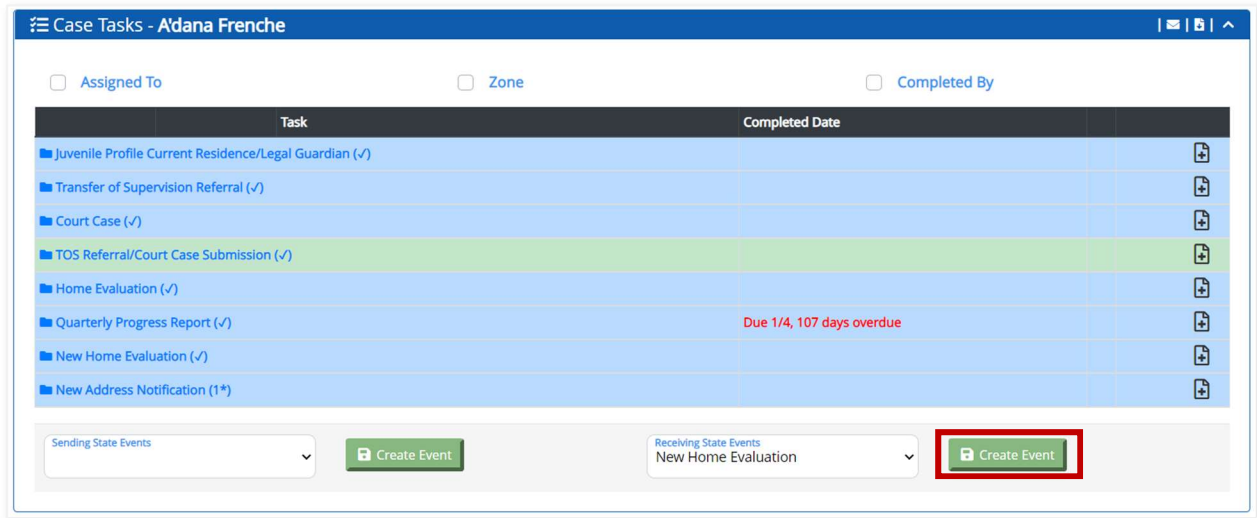 Case Tasks - A'dana Frenche
Assigned To Zone Completed By
Task Completed Date
Juvenile Profile Current Residence/Legal Guardian (✓)
Transfer of Supervision Referral (✓)
Court Case (✓)
TOS Referral/Court Case Submission (✓)
Home Evaluation (✓)
Quarterly Progress Report (✓) Due 1/4, 107 days overdue
New Home Evaluation (✓)
New Address Notification (1*)
Sending State Events Create Event Receiving State Events New Home Evaluation Create Event